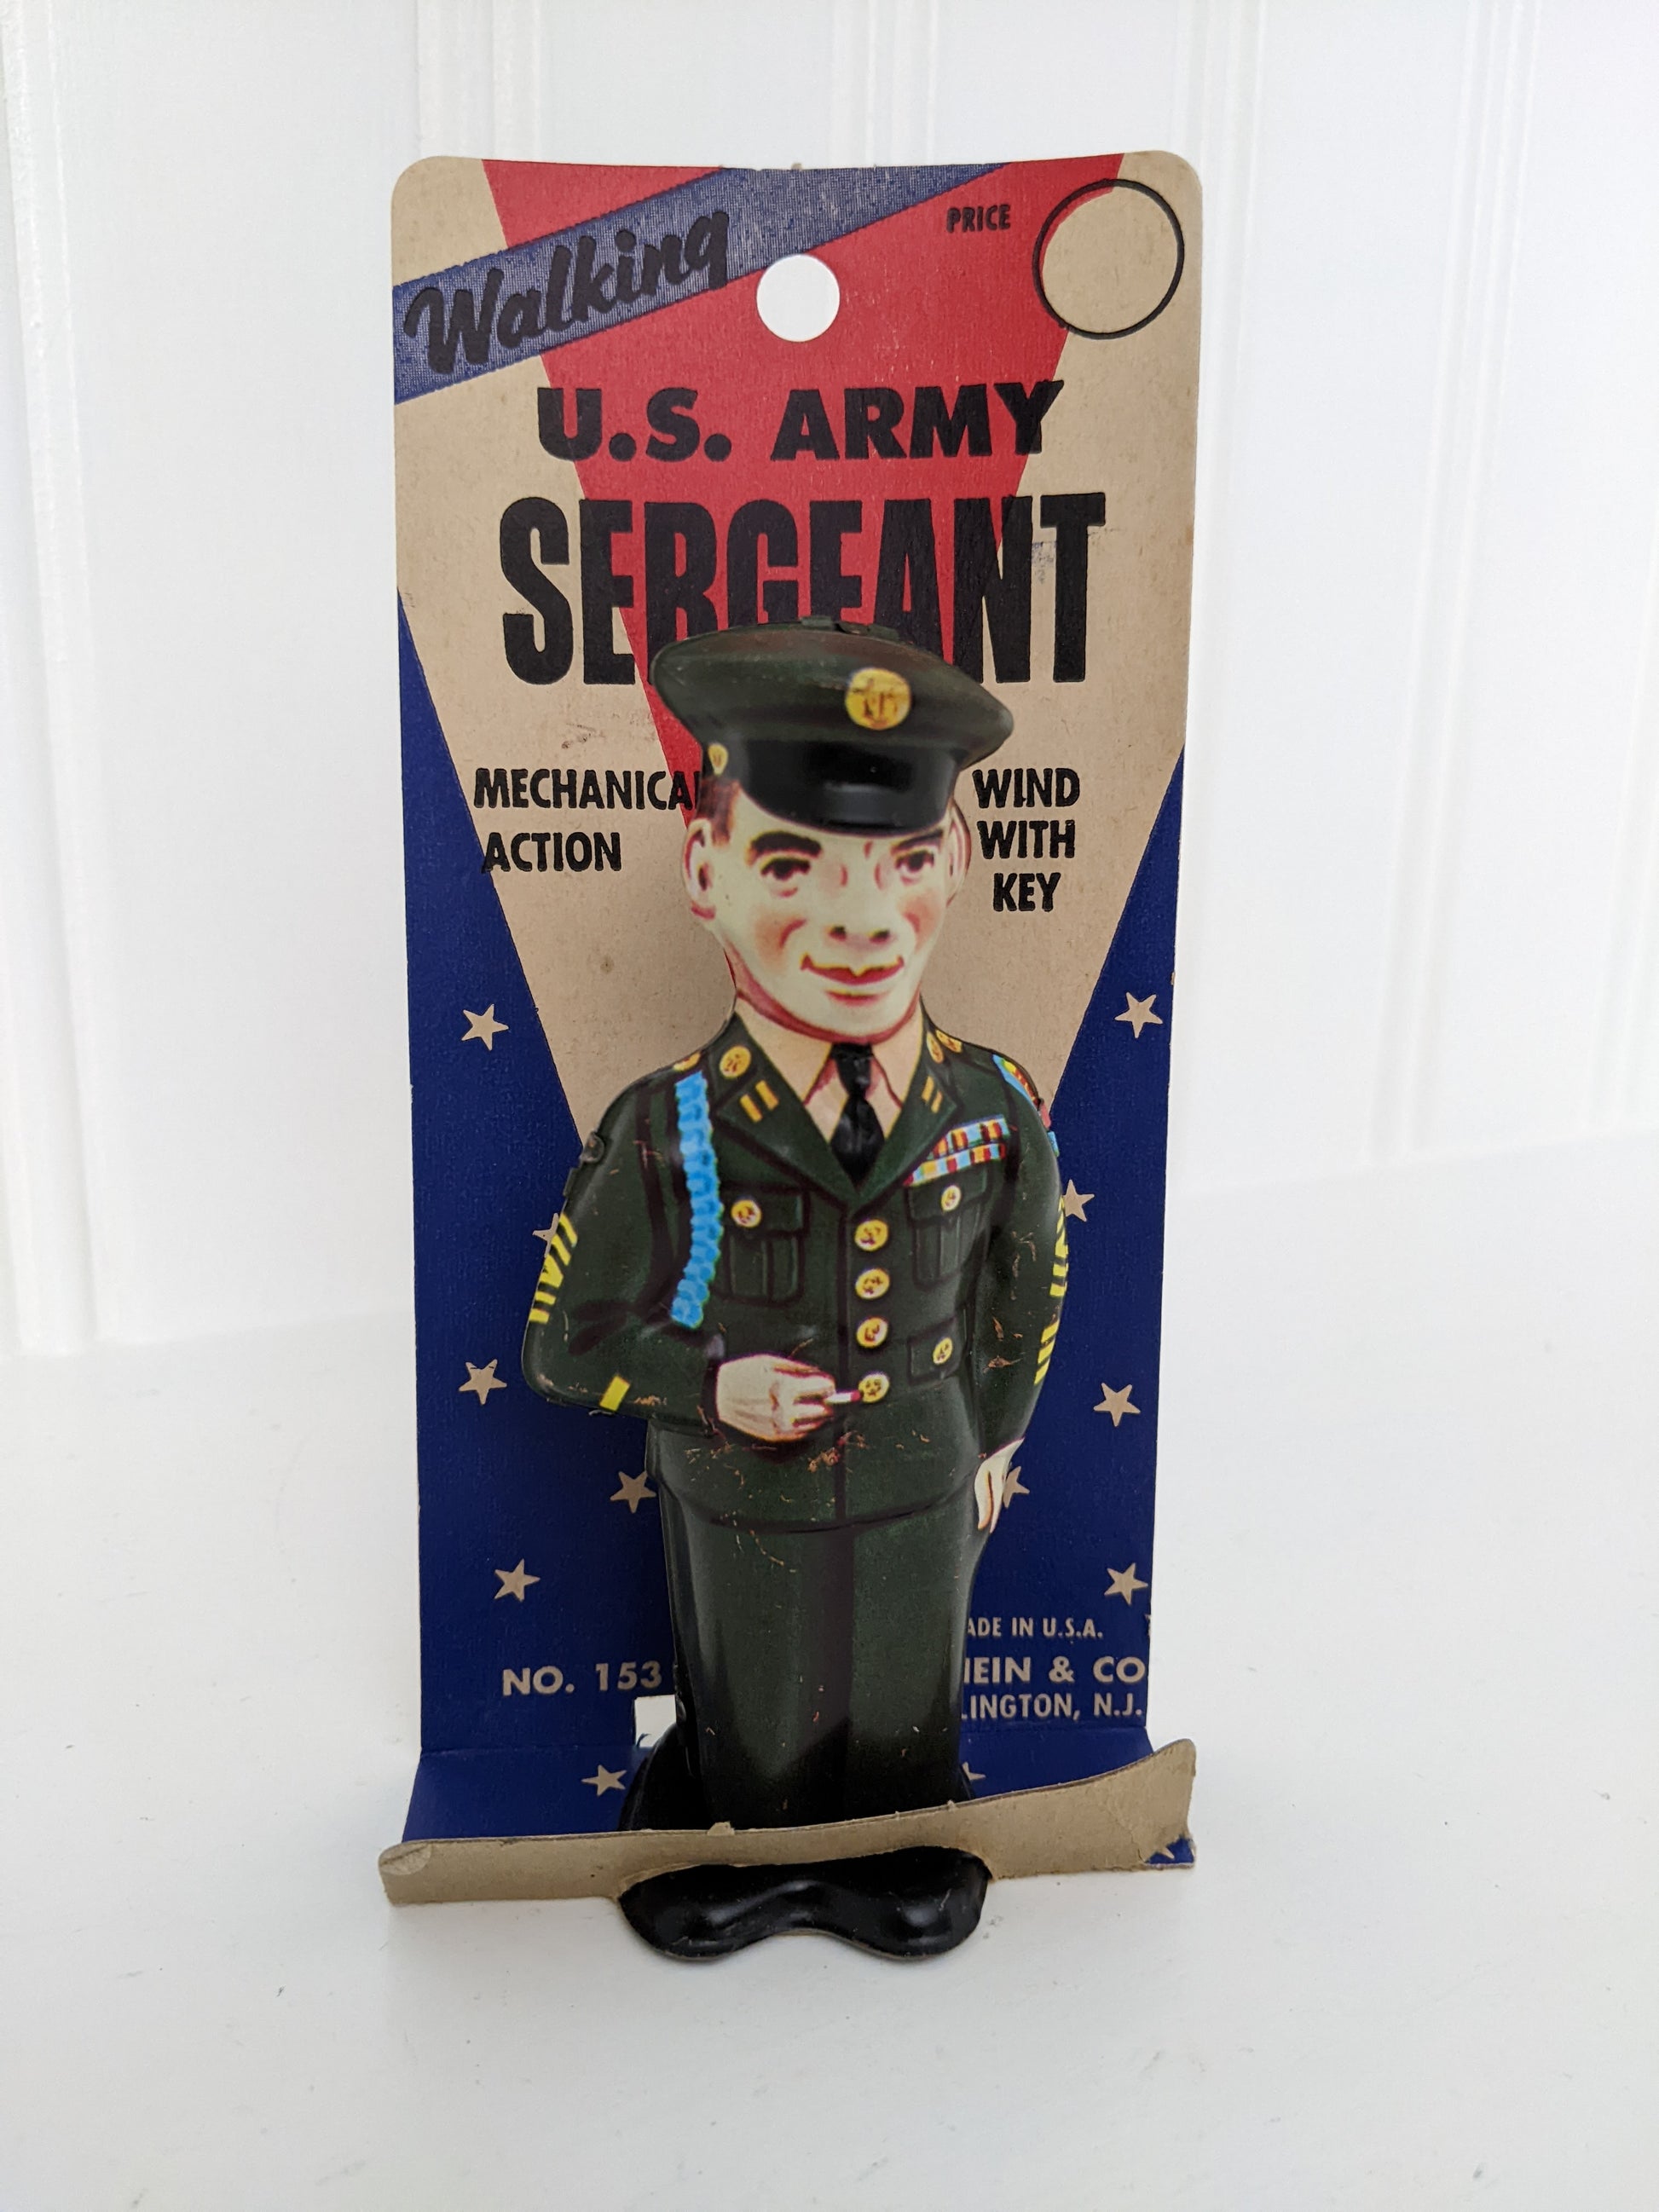 Walking
PRICE
U.S. ARMY
SERGEANT
MECHANICAL
ACTION
WIND
WITH
KEY
ADE IN U.S.A.
NO. 153
HEIN & CO
LINGTON, N.J.